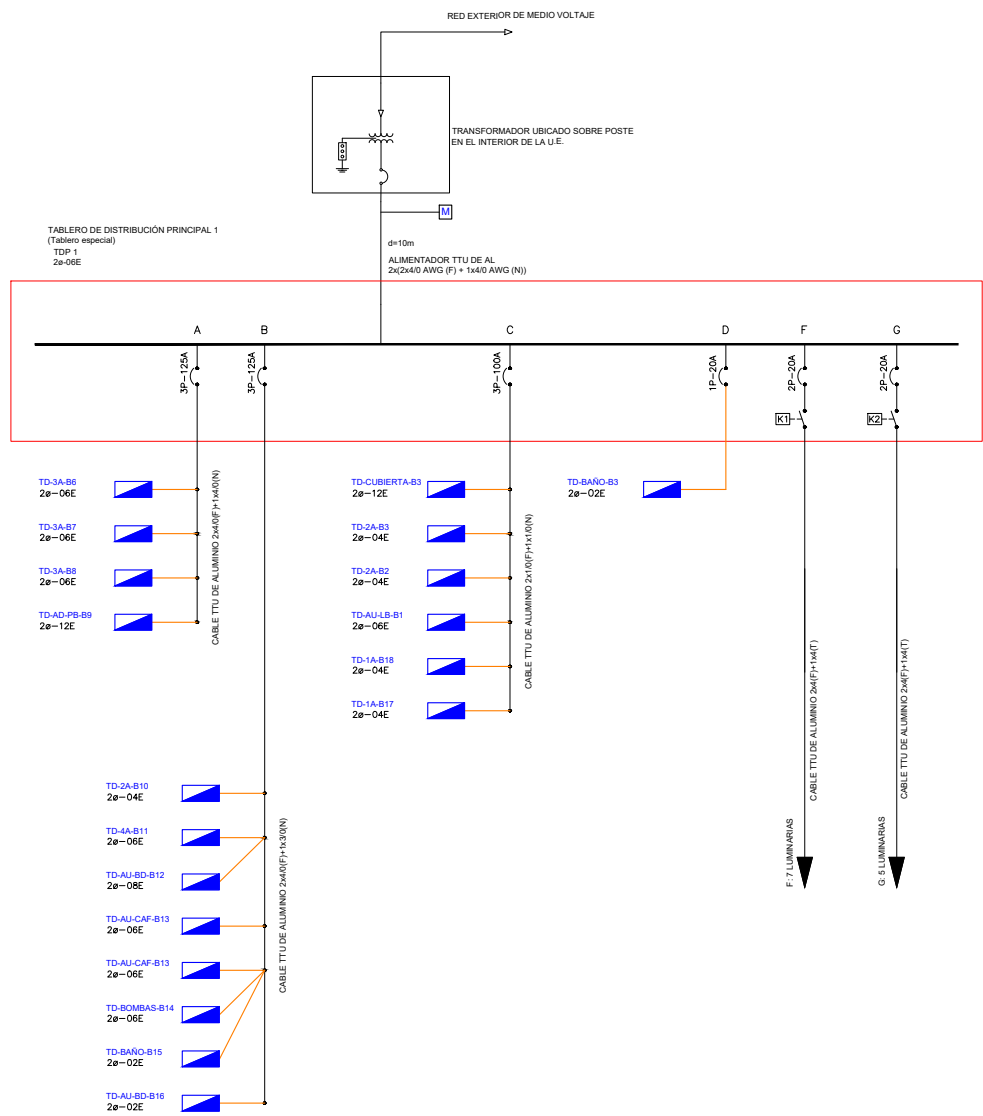 RED EXTERIOR DE MEDIO VOLTAJE
TRANSFORMADOR UBICADO SOBRE POSTE
EN EL INTERIOR DE LA U.E.
M
TABLERO DE DISTRIBUCIÓN PRINCIPAL 1
(Tablero especial)
TDP 1
2ø-06E
d=10m
ALIMENTADOR TTU DE AL
2x(2x4/0 AWG (F) + 1x4/0 AWG (N))
A
B
C
D
F
G
3P-125A
3P-125A
3P-100A
1P-20A
2P-20A
2P-20A
K1
K2
TD-3A-B6
2ø-06E
TD-3A-B7
2ø-06E
TD-3A-B8
2ø-06E
TD-AD-PB-B9
2ø-12E
CABLE TTU DE ALUMINIO 2x4/0(F)+1x4/0(N)
TD-CUBIERTA-B3
2ø-12E
TD-2A-B3
2ø-04E
TD-2A-B2
2ø-04E
TD-AU-LB-B1
2ø-06E
TD-1A-B18
2ø-04E
TD-1A-B17
2ø-04E
CABLE TTU DE ALUMINIO 2x1/0(F)+1x1/0(N)
TD-BAÑO-B3
2ø-02E
CABLE TTU DE ALUMINIO 2x4(F)+1x4(T)
CABLE TTU DE ALUMINIO 2x4(F)+1x4(T)
F: 7 LUMINARIAS
G: 5 LUMINARIAS
TD-2A-B10
2ø-04E
TD-4A-B11
2ø-06E
TD-AU-BD-B12
2ø-08E
TD-AU-CAF-B13
2ø-06E
TD-AU-CAF-B13
2ø-06E
TD-BOMBAS-B14
2ø-06E
TD-BAÑO-B15
2ø-02E
TD-AU-BD-B16
2ø-02E
CABLE TTU DE ALUMINIO 2x4/0(F)+1x3/0(N)